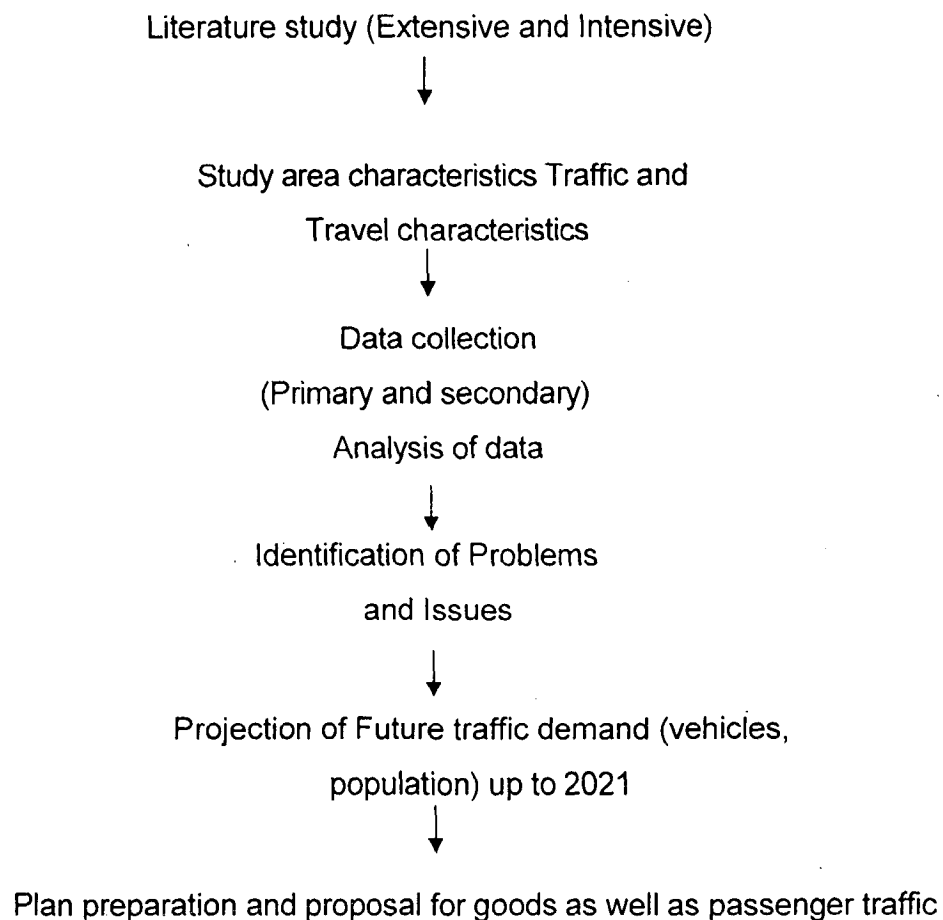 Literature study (Extensive and Intensive)
Study area characteristics Traffic and
Travel characteristics
Data collection
(Primary and secondary)
Analysis of data
Identification of Problems
and Issues
Projection of Future traffic demand (vehicles,
population) up to 2021
Plan preparation and proposal for goods as well as passenger traffic